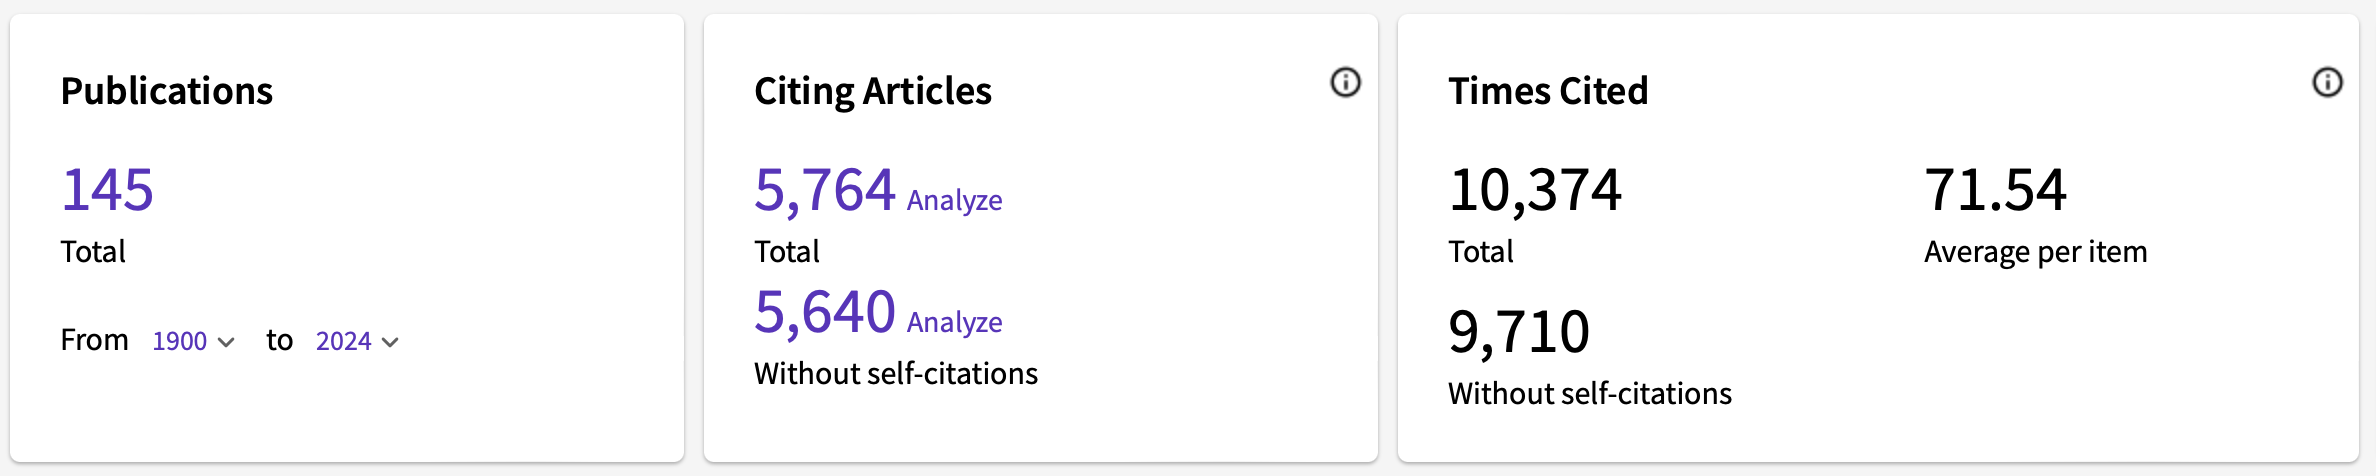 Publications
145
Total
From 1900 to 2024
Citing Articles
5,764 Analyze
Total
5,640 Analyze
Without self-citations
Times Cited
10,374
Total
9,710
Without self-citations
71.54
Average per item